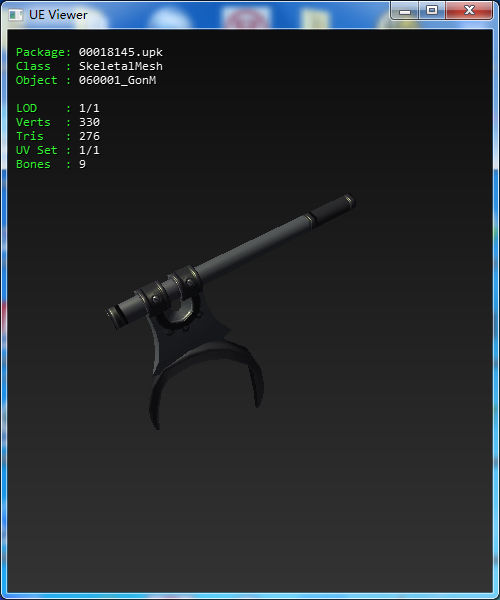 UE Viewer
Package: 00018145.upk
Class : SkeletalMesh
Object : 060001_GonM
LOD : 1/1
Verts : 330
Tris : 276
UV Set : 1/1
Bones : 9